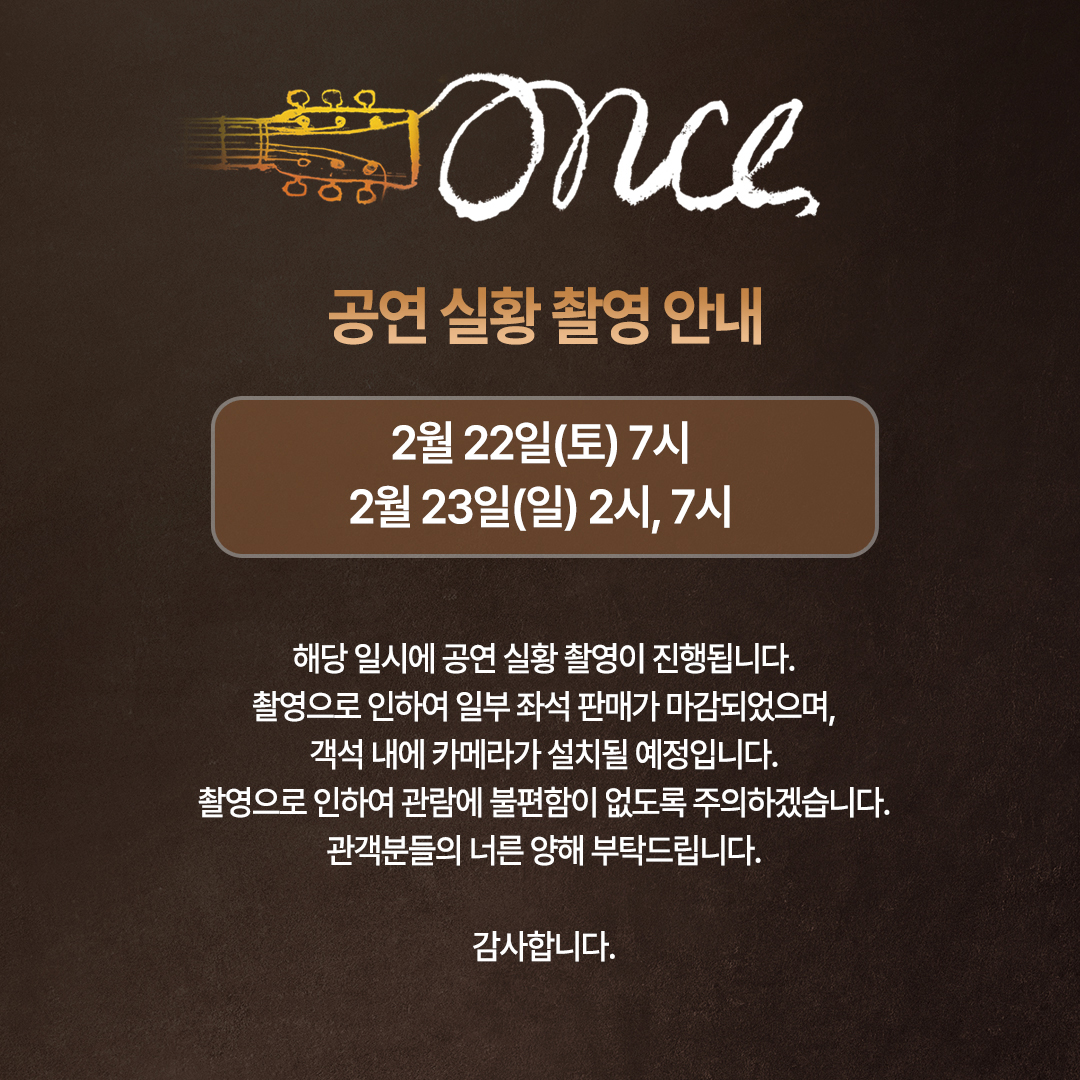 once
공연 실황 촬영 안내
2월 22일(토) 7시
2월 23일(일) 2시, 7시
해당 일시에 공연 실황 촬영이 진행됩니다.
촬영으로 인하여 일부 좌석 판매가 마감되었으며,
객석 내에 카메라가 설치될 예정입니다.
촬영으로 인하여 관람에 불편함이 없도록 주의하겠습니다.
관객분들의 너른 양해 부탁드립니다.
감사합니다.